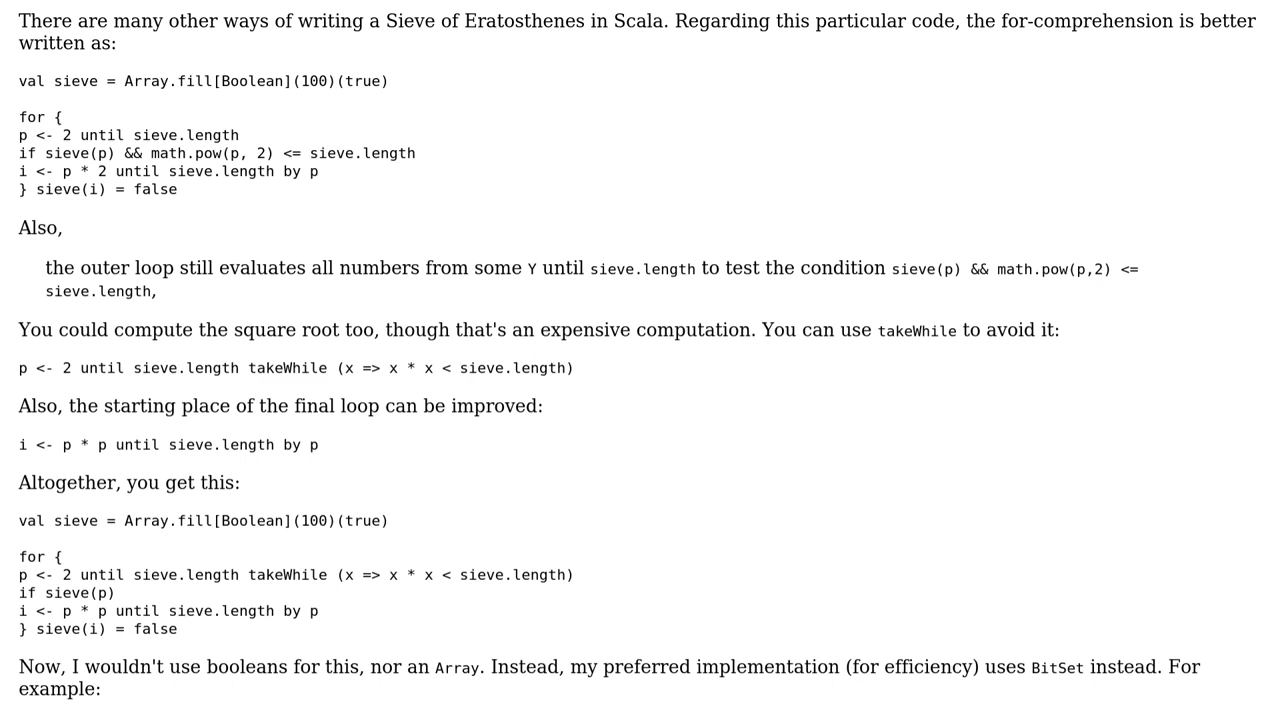 There are many other ways of writing a Sieve of Eratosthenes in Scala. Regarding this particular code, the for-comprehension is better
written as:
val sieve = Array.fill[Boolean](100)(true)
for {
p <- 2 until sieve.length
if sieve(p) && math.pow(p, 2) <= sieve.length
i <- p * 2 until sieve.length by p
} sieve(i) = false
Also,
the outer loop still evaluates all numbers from some Y until sieve.length to test the condition sieve(p) && math.pow(p,2) <=
sieve.length,
You could compute the square root too, though that's an expensive computation. You can use takeWhile to avoid it:
p <- 2 until sieve.length takeWhile (x => x * x < sieve.length)
Also, the starting place of the final loop can be improved:
i <- p * p until sieve.length by p
Altogether, you get this:
val sieve = Array.fill[Boolean](100)(true)
for {
p <- 2 until sieve.length takeWhile (x => x * x < sieve.length)
if sieve(p)
i <- p * p until sieve.length by p
} sieve(i) = false
Now, I wouldn't use booleans for this, nor an Array. Instead, my preferred implementation (for efficiency) uses BitSet instead. For
example: